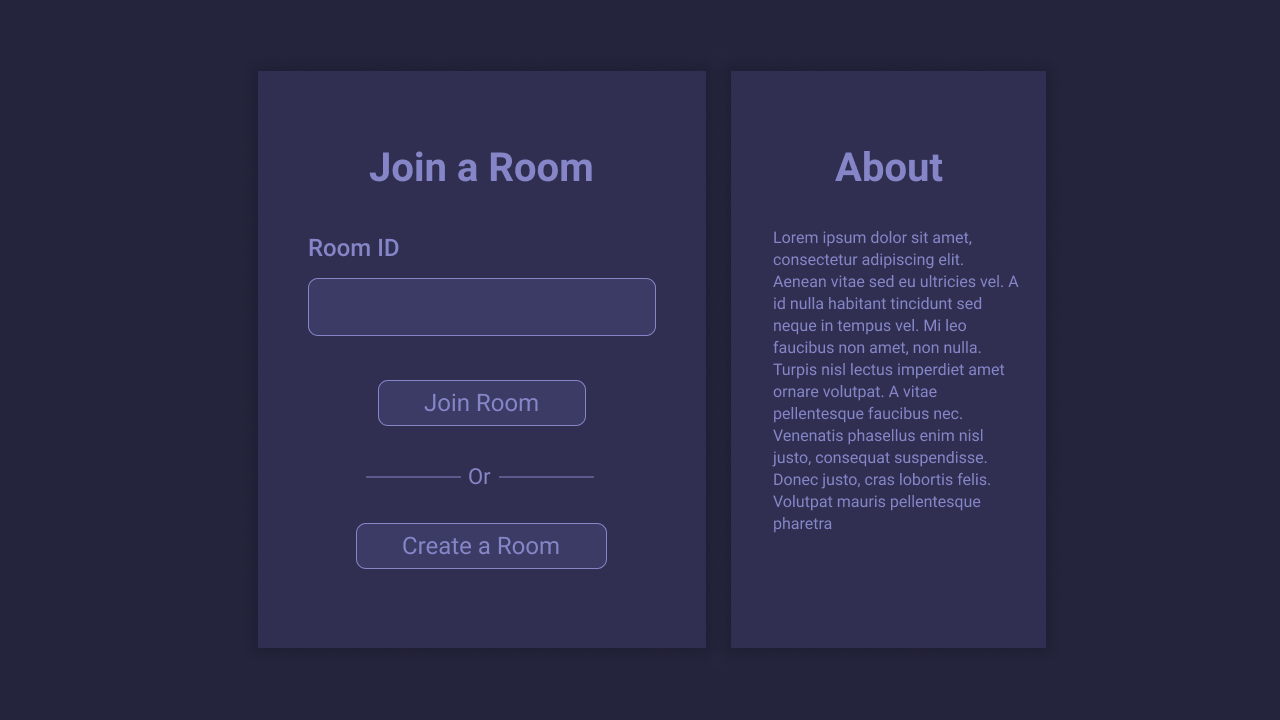 Join a Room
Room ID
Join Room
Or
Create a Room
About
Lorem ipsum dolor sit amet,
consectetur adipiscing elit.
Aenean vitae sed eu ultricies vel. A
id nulla habitant tincidunt sed
neque in tempus vel. Mi leo
faucibus non amet, non nulla.
Turpis nisl lectus imperdiet amet
ornare volutpat. A vitae
pellentesque faucibus nec.
Venenatis phasellus enim nisl
justo, consequat suspendisse.
Donec justo, cras lobortis felis.
Volutpat mauris pellentesque
pharetra